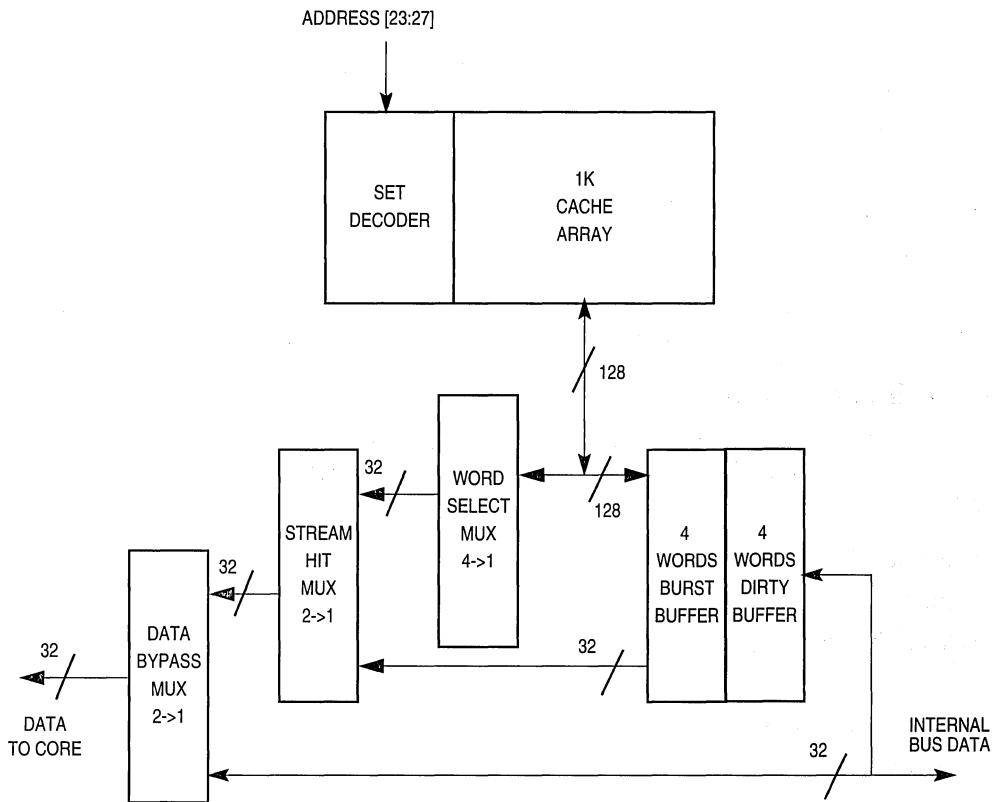 ADDRESS [23:27]
SET
DECODER
1K
CACHE
ARRAY
128
32
WORD
SELECT
MUX
4->1
128
STREAM
HIT
MUX
2->1
4
WORDS
BURST
BUFFER
4
WORDS
DIRTY
BUFFER
32
DATA
BYPASS
MUX
2->1
32
32
DATA
TO CORE
32
INTERNAL
BUS DATA